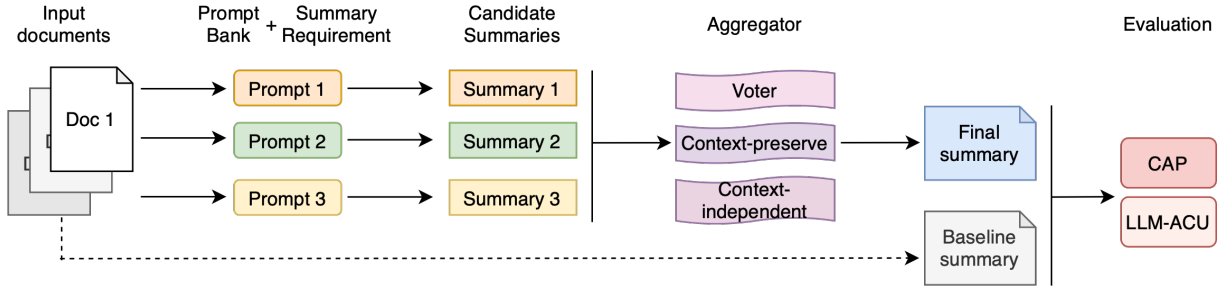 Input
documents
Prompt
Bank
+
Summary
Requirement
Candidate
Summaries
Aggregator
Evaluation
Doc 1
Prompt 1
Prompt 2
Prompt 3
Summary 1
Summary 2
Summary 3
Voter
Context-preserve
Context-
independent
Final
summary
Baseline
summary
CAP
LLM-ACU